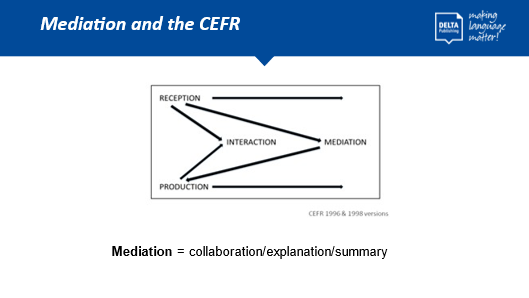 Mediation and the CEFR
DELTA
Publishing
making
language
matter!
RECEPTION
INTERACTION
MEDIATION
PRODUCTION
CEFR 1996 & 1998 versions
Mediation = collaboration/explanation/summary